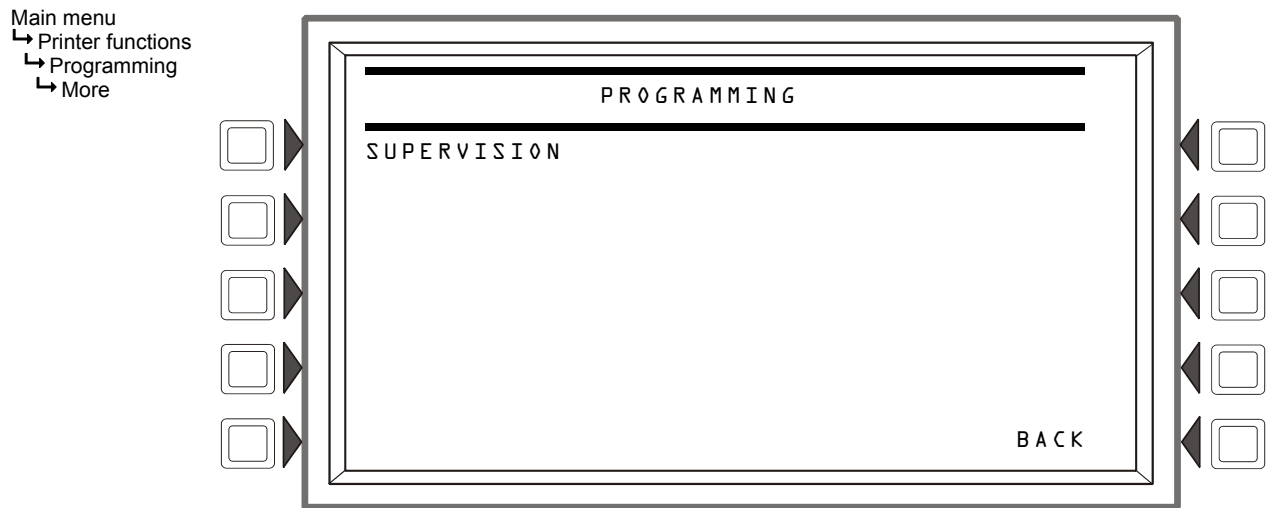 Main menu
Printer functions
Programming
More
PROGRAMMING
SUPERVISION
BACK